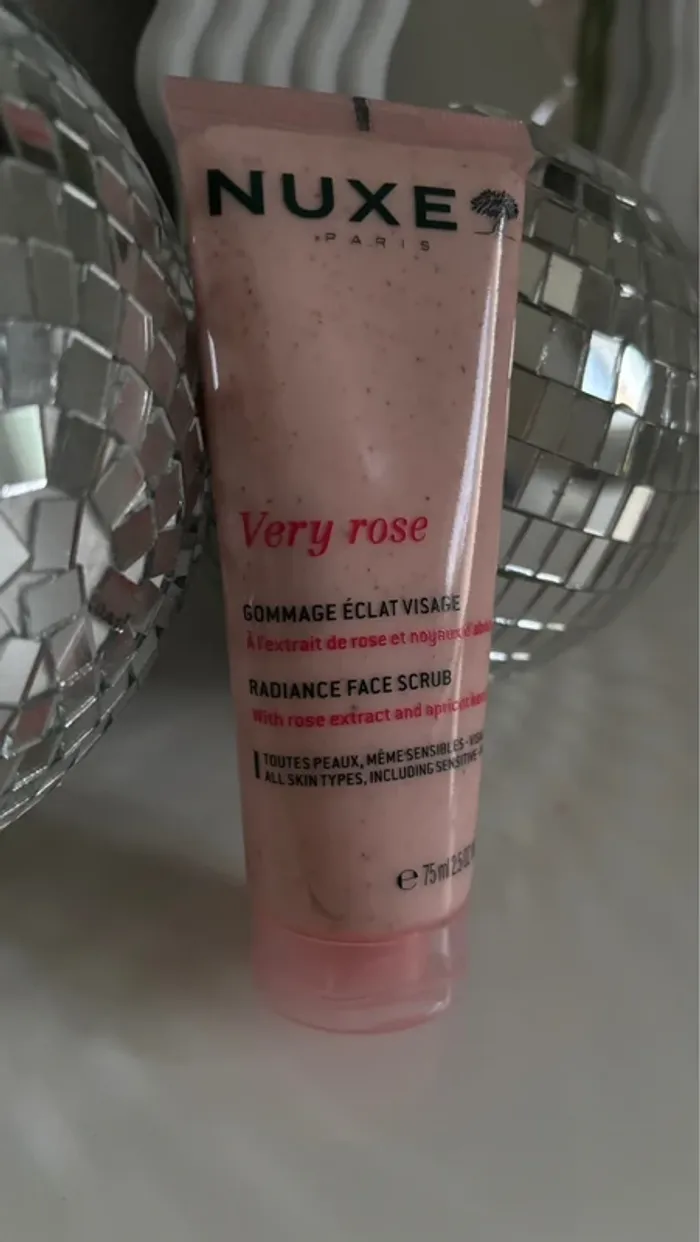 NUXE
PARIS
Very rose
GOMMAGE ÉCLAT VISAGE
À l'extrait de rose et noyaux
RADIANCE FACE SCRUB
With rose extract and apricot
TOUTES PEAUX, MÊME SENSIBLES -
ALL SKIN TYPES, INCLUDING SENSITIVE
℮ 75 ml